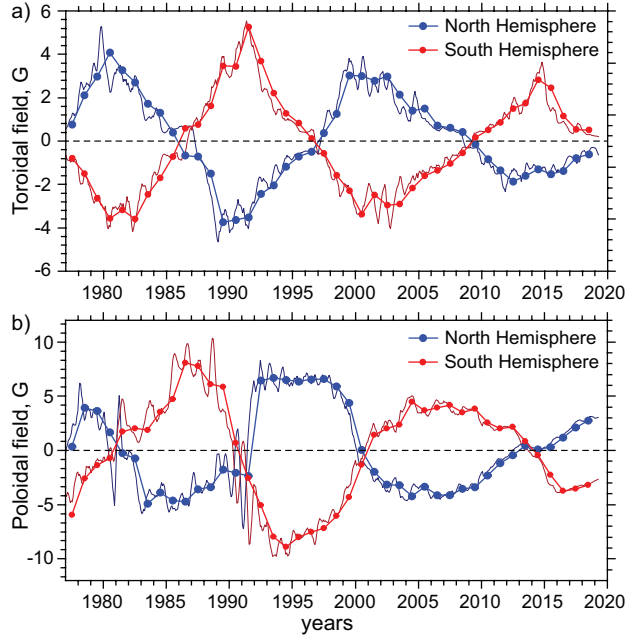 a)
North Hemisphere
South Hemisphere
Toroidal field, G
6
4
2
0
-2
-4
-6
1980 1985 1990 1995 2000 2005 2010 2015 2020
b)
North Hemisphere
South Hemisphere
Poloidal field, G
10
5
0
-5
-10
1980 1985 1990 1995 2000 2005 2010 2015 2020
years